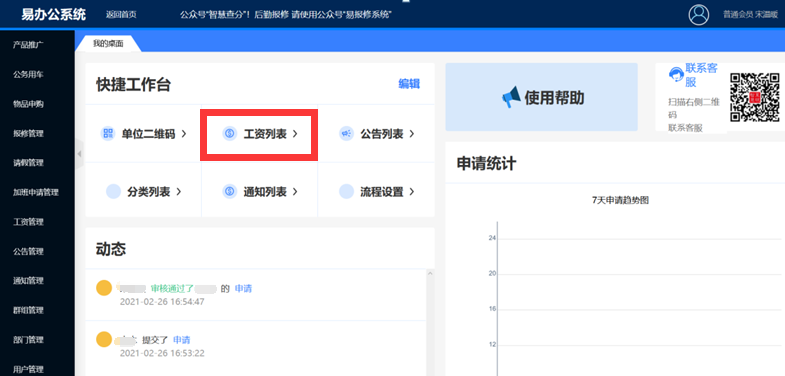 易办公系统
返回首页
公众号“智慧查分”！后勤报修 请使用公众号“易报修系统”
普通会员 宋温暖
产品推广
公务用车
物品申购
报修管理
请假管理
加班申请管理
工资管理
公告管理
通知管理
群组管理
部门管理
用户管理
我的桌面
快捷工作台
编辑
单位二维码
工资列表
公告列表
分类列表
通知列表
流程设置
动态
审核通过了 的 申请
2021-02-26 16:54:47
提交了 申请
2021-02-26 16:53:22
使用帮助
联系客
服
扫描右侧二维
码
联系客服
申请统计
7天申请趋势图
24
20
16
12